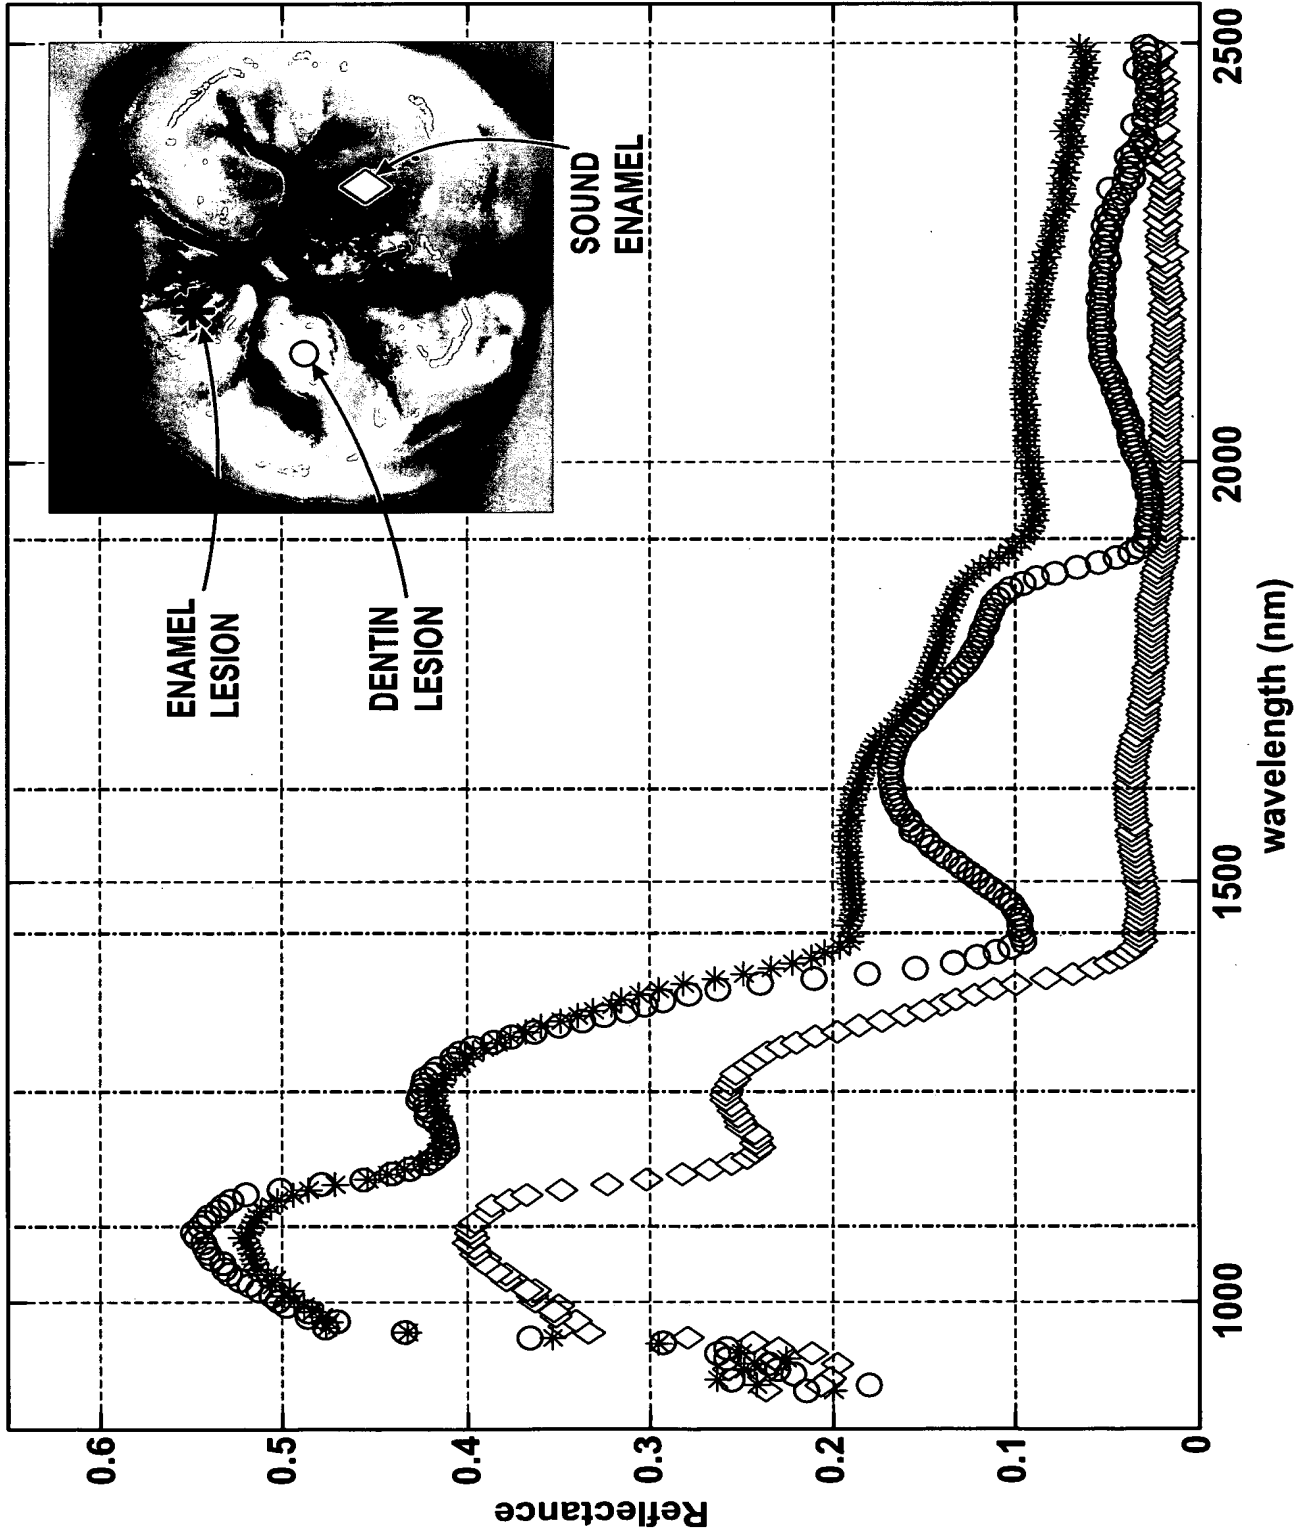 ENAMEL
LESION
DENTIN
LESION
SOUND
ENAMEL
Reflectance
0.6
0.5
0.4
0.3
0.2
0.1
0
1000
1500
2000
2500
wavelength (nm)